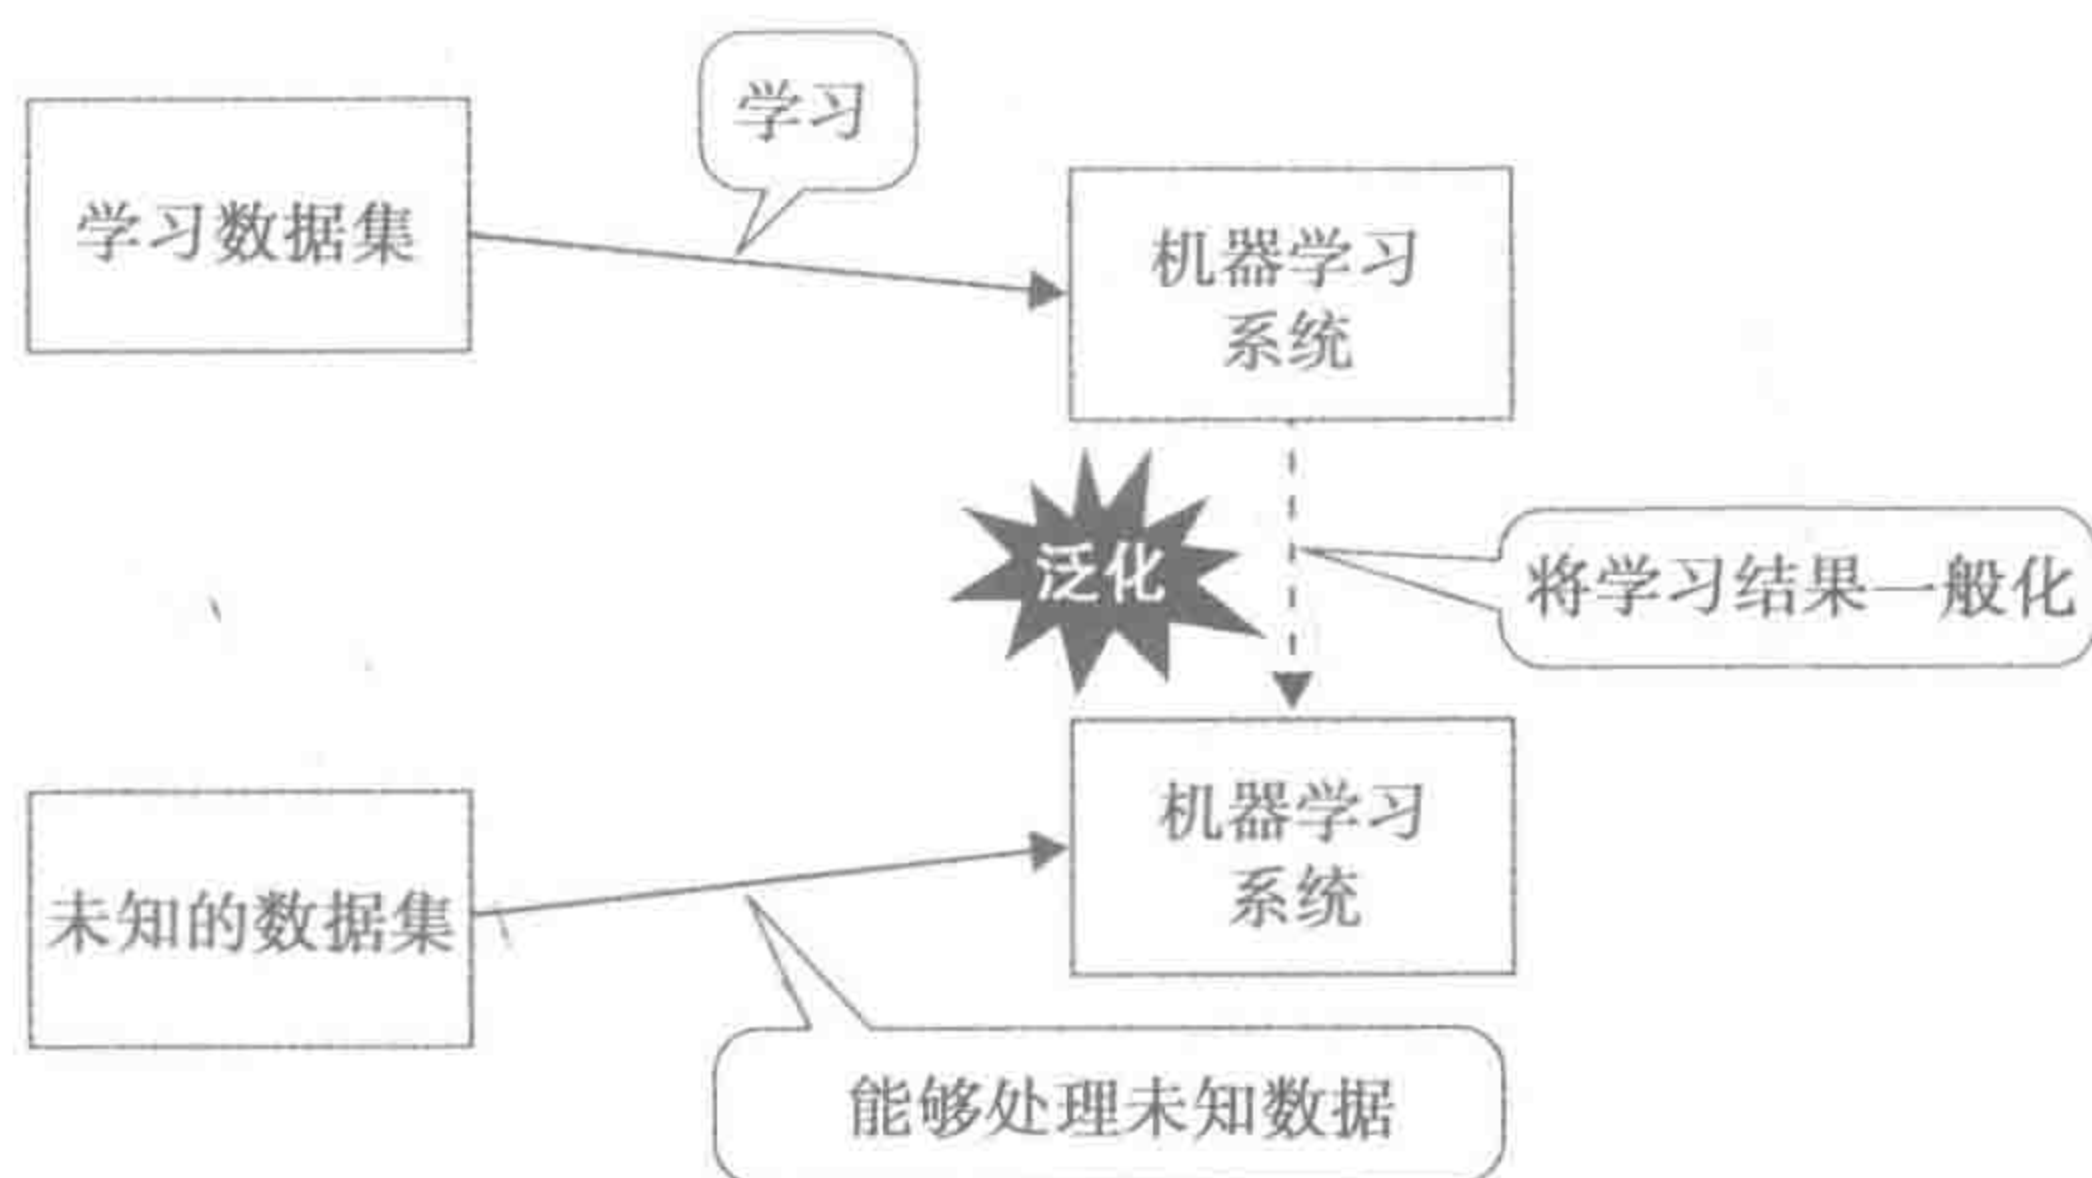 学习
学习数据集
机器学习
系统
泛化
将学习结果一般化
机器学习
系统
未知的数据集
能够处理未知数据